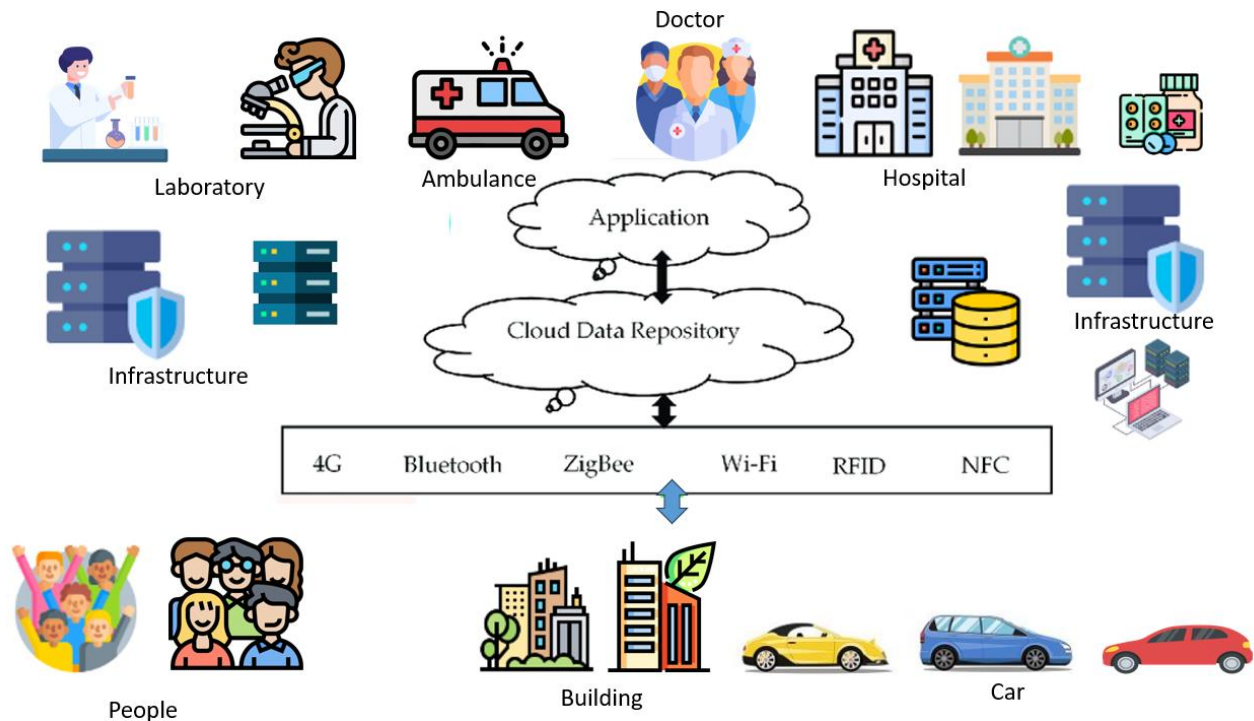 Doctor
Laboratory
Ambulance
Hospital
Application
Cloud Data Repository
Infrastructure
Infrastructure
4G Bluetooth ZigBee Wi-Fi RFID NFC
People
Building
Car